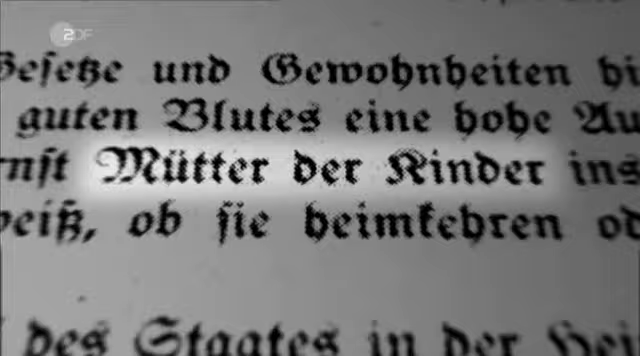 ZDF
Gesetze und Gewohnheiten
guten Blutes eine hohe
Mütter der Kinder ins
weiß, ob sie heimkehren
des Staates in der